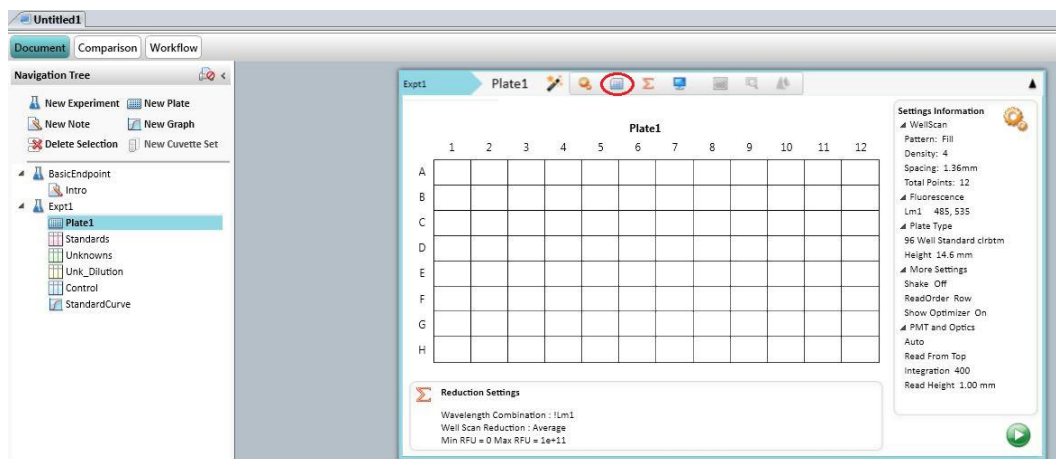 Untitled1
Document Comparison Workflow
Navigation Tree
New Experiment New Plate
New Note New Graph
Delete Selection New Cuvette Set
BasicEndpoint
Intro
Expt1
Plate1
Standards
Unknowns
Unk_Dilution
Control
StandardCurve
Expt1 Plate1
Plate1
1 2 3 4 5 6 7 8 9 10 11 12
A
B
C
D
E
F
G
H
Reduction Settings
Wavelength Combination : !Lm1
Well Scan Reduction : Average
Min RFU = 0 Max RFU = 1e+11
Settings Information
WellScan
Pattern: Fill
Density: 4
Spacing: 1.36mm
Total Points: 12
Fluorescence
Lm1 485, 535
Plate Type
96 Well Standard clrbtm
Height 14.6 mm
More Settings
Shake Off
ReadOrder Row
Show Optimizer On
PMT and Optics
Auto
Read From Top
Integration 400
Read Height 1.00 mm